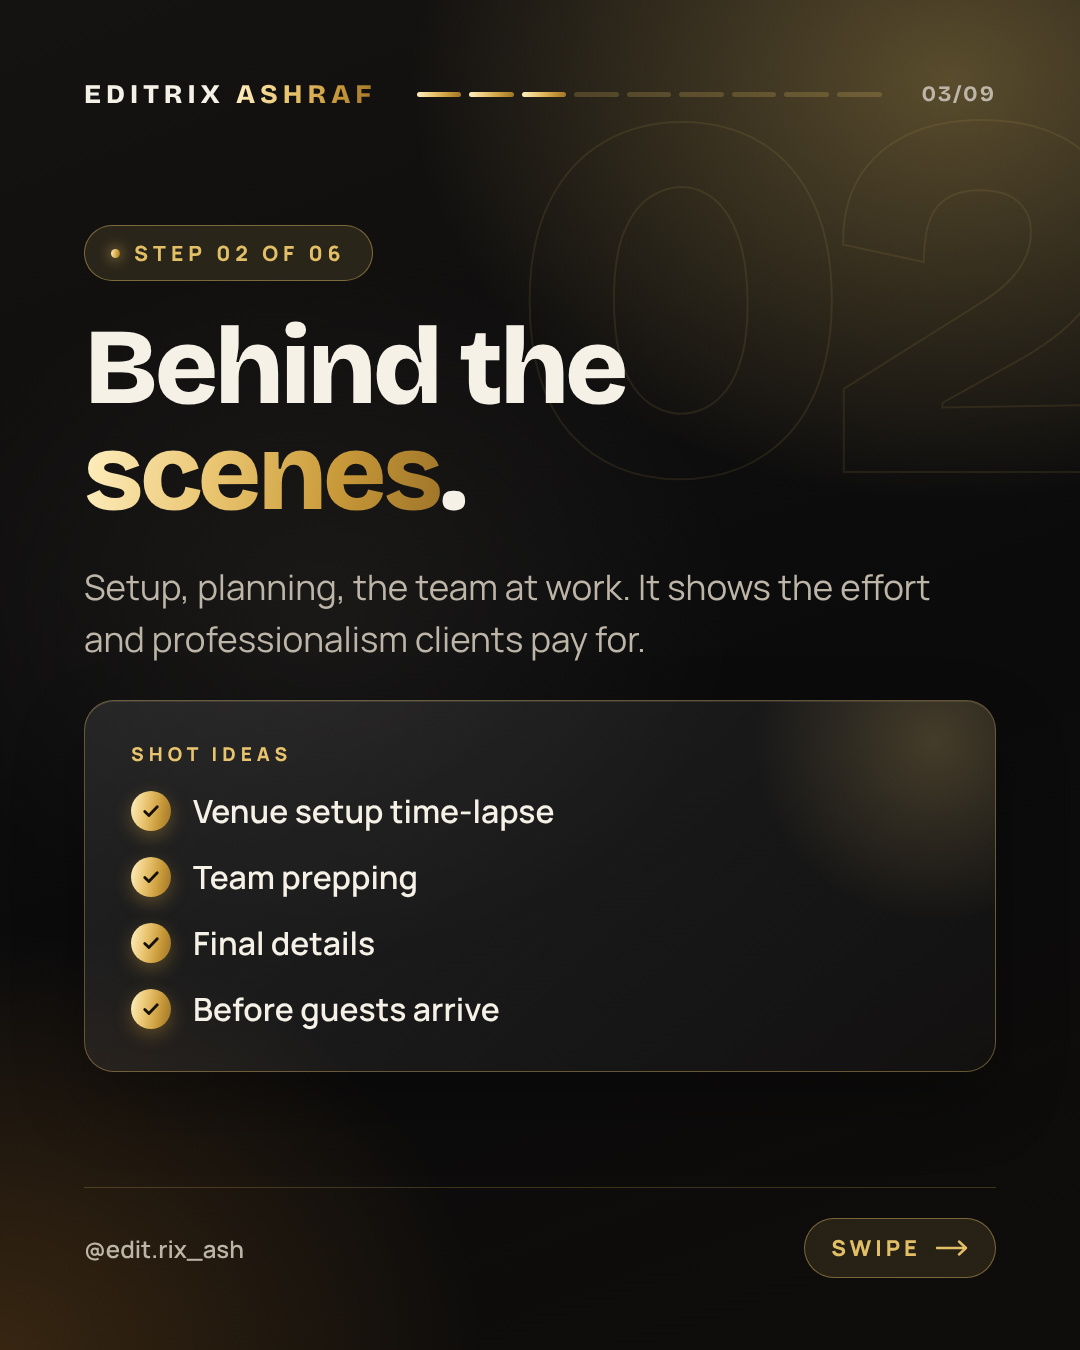 EDITRIX ASHRAF
03/09
02
STEP 02 OF 06
Behind the
scenes.
Setup, planning, the team at work. It shows the effort
and professionalism clients pay for.
SHOT IDEAS
Venue setup time-lapse
Team prepping
Final details
Before guests arrive
@edit.rix_ash
SWIPE →